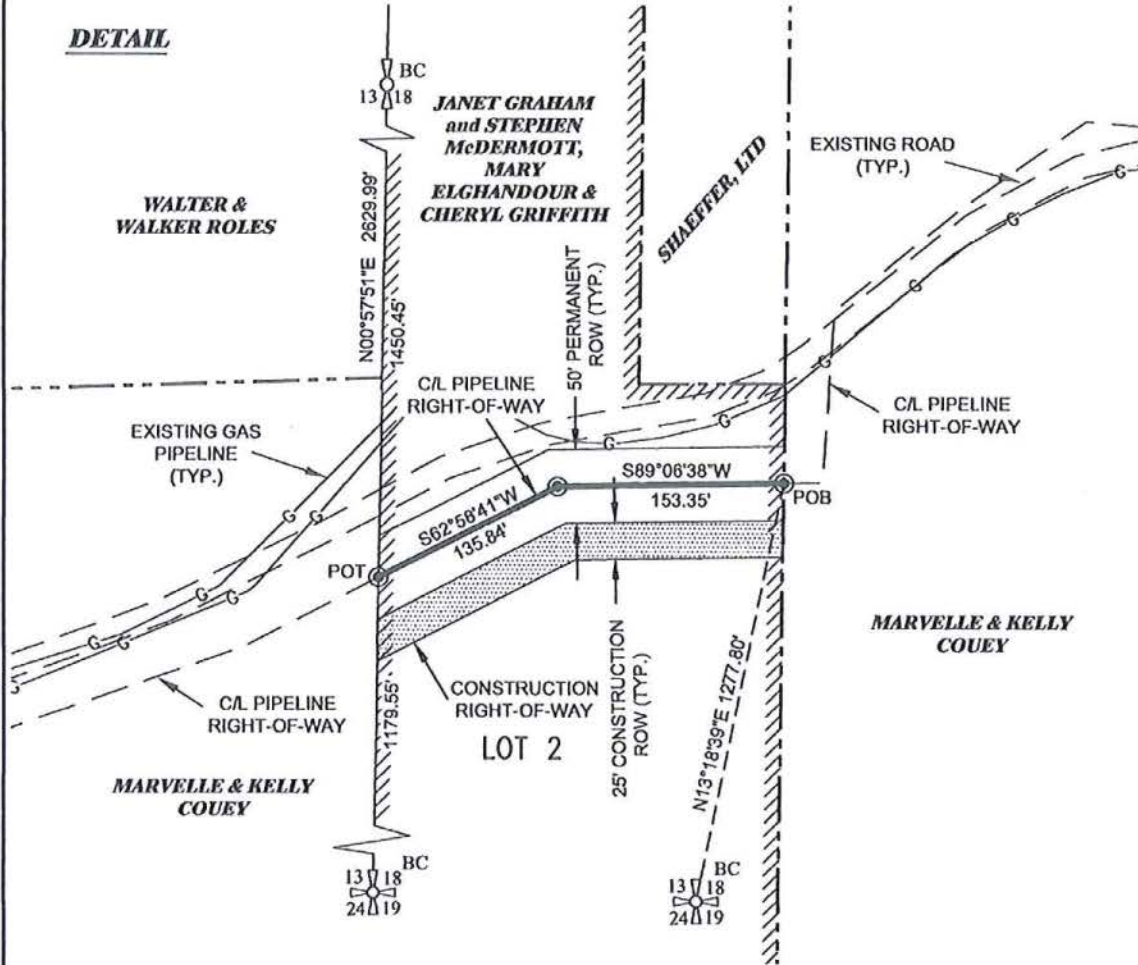 DETAIL
BC
13 18
JANET GRAHAM
and STEPHEN
McDERMOTT,
MARY
ELGHANDOUR &
CHERYL GRIFFITH
WALTER &
WALKER ROLES
SHAEFFER, LTD
EXISTING ROAD
(TYP.)
N00°57'51"E 2629.99'
1450.45'
50' PERMANENT
ROW (TYP.)
C/L PIPELINE
RIGHT-OF-WAY
C/L PIPELINE
RIGHT-OF-WAY
EXISTING GAS
PIPELINE
(TYP.)
G
G
G
G
G
G
G
G
G
G
G
G
S89°06'38"W
153.35'
POB
S62°58'41"W
135.84'
POT
MARVELLE & KELLY
COUEY
C/L PIPELINE
RIGHT-OF-WAY
CONSTRUCTION
RIGHT-OF-WAY
LOT 2
25' CONSTRUCTION
ROW (TYP.)
N13°18'39"E 1277.80'
1179.55'
MARVELLE & KELLY
COUEY
BC
13 18
24 19
BC
13 18
24 19